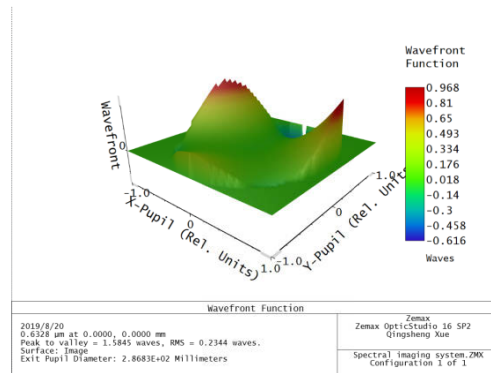 Wavefront
Function
0.968
0.81
0.65
0.493
0.334
0.176
0.018
-0.14
-0.3
-0.458
-0.616
Waves
Wavefront
0
-1.0
X-Pupil (Rel. Units)
0
1.0
-1.0
Y-Pupil (Rel. Units)
0
1.0
Wavefront Function
2019/8/20
0.6328 µm at 0.0000, 0.0000 mm
Peak to valley = 1.5845 waves, RMS = 0.2344 waves.
Surface: Image
Exit Pupil Diameter: 2.8683E+02 Millimeters
Zemax
Zemax OpticStudio 16 SP2
Qingsheng Xue
Spectral imaging system.ZMX
Configuration 1 of 1